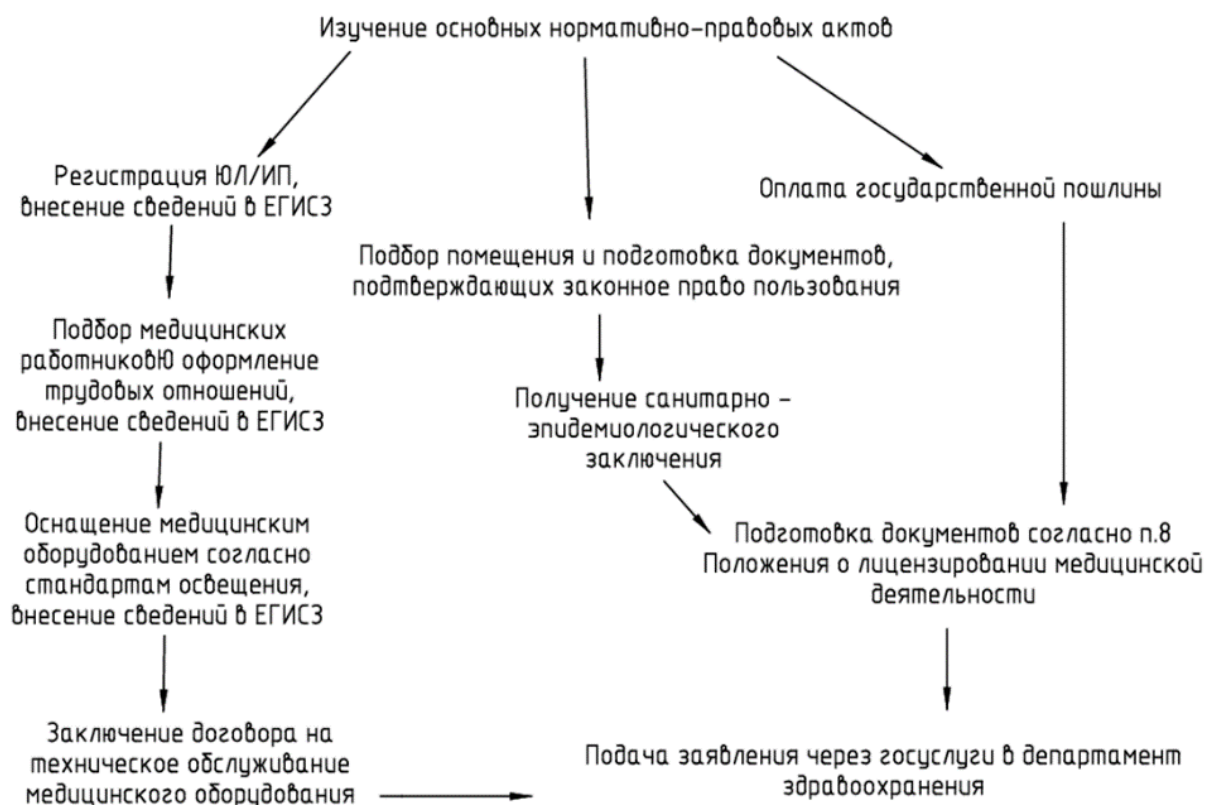 Изучение основных нормативно-правовых актов
Регистрация ЮЛ/ИП,
внесение сведений в ЕГИСЗ
Подбор медицинских
работниковЮ оформление
трудовых отношений,
внесение сведений в ЕГИСЗ
Оснащение медицинским
оборудованием согласно
стандартам освещения,
внесение сведений в ЕГИСЗ
Заключение договора на
техническое обслуживание
медицинского оборудования
Подбор помещения и подготовка документов,
подтверждающих законное право пользования
Получение санитарно -
эпидемиологического
заключения
Оплата государственной пошлины
Подготовка документов согласно п.8
Положения о лицензировании медицинской
деятельности
Подача заявления через госуслуги в департамент
здравоохранения